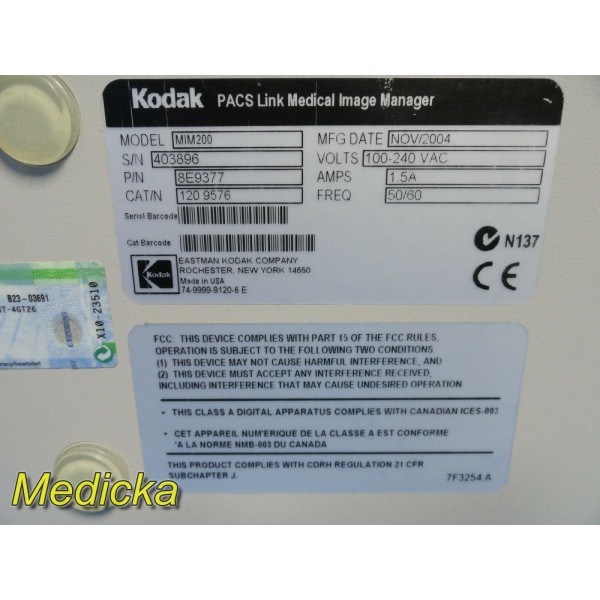 Kodak PACS Link Medical Image Manager
MODEL MIM200 MFG DATE NOV/2004
S/N 403896 VOLTS 100-240 VAC
P/N 8E9377 AMPS 1.5A
CAT/N 120 9576 FREQ 50/60
Serial Barcode
Cat Barcode
N137
EASTMAN KODAK COMPANY
ROCHESTER, NEW YORK 14650
Made in USA
74-9999-9120-6 E
Kodak
CE
B23-03691
X10-23510
FCC: THIS DEVICE COMPLIES WITH PART 15 OF THE FCC RULES,
OPERATION IS SUBJECT TO THE FOLLOWING TWO CONDITIONS
(1) THIS DEVICE MAY NOT CAUSE HARMFUL INTERFERENCE, AND
(2) THIS DEVICE MUST ACCEPT ANY INTERFERENCE RECEIVED,
INCLUDING INTERFERENCE THAT MAY CAUSE UNDESIRED OPERATION
• THIS CLASS A DIGITAL APPARATUS COMPLIES WITH CANADIAN ICES-003
• CET APPAREIL NUM'ERIQUE DE LA CLASSE A EST CONFORME
'A LA NORME NMB-003 DU CANADA
THIS PRODUCT COMPLIES WITH CDRH REGULATION 21 CFR
SUBCHAPTER J.
7F3254.A
Medicka